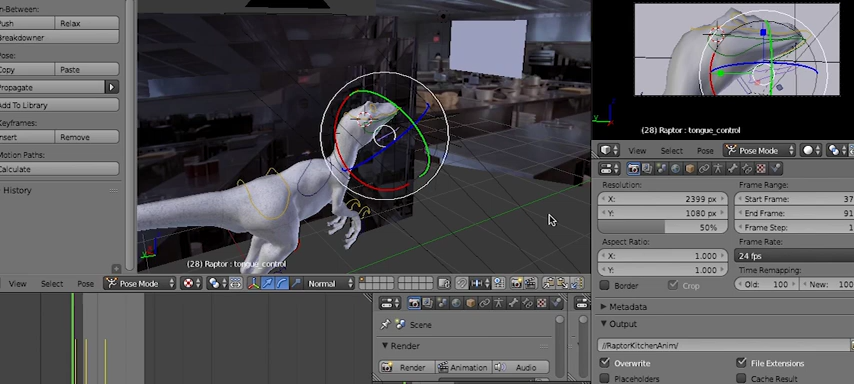 n-Between:
Push
Relax
Breakdowner
Pose:
Copy
Paste
Propagate
Add To Library
Keyframes:
Insert
Remove
Motion Paths:
Calculate
History
(28) Raptor : tongue_control
View
Select
Pose
Pose Mode
Normal
(28) Raptor : tongue_control
View
Select
Pose
Pose Mode
Resolution:
X: 2399 px
Y: 1080 px
50%
Aspect Ratio:
X: 1.000
Y: 1.000
Border
Crop
Frame Range:
Start Frame: 37
End Frame: 91
Frame Step:
Frame Rate:
24 fps
Time Remapping:
Old: 100
New: 100
Metadata
Output
//RaptorKitchenAnim/
Overwrite
File Extensions
Placeholders
Cache Result
Scene
Render
Render
Animation
Audio